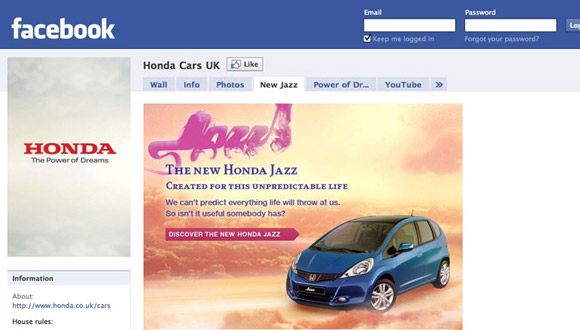 facebook
Email
Password
Keep me logged in
Forgot your password?
Honda Cars UK
Like
Wall
Info
Photos
New Jazz
Power of Dr...
YouTube
»
HONDA
The Power of Dreams
Jazz
The new Honda Jazz
Created for this unpredictable life
We can't predict everything life will throw at us.
So isn't it useful somebody has?
DISCOVER THE NEW HONDA JAZZ
Jazz
Information
About:
http://www.honda.co.uk/cars
House rules: